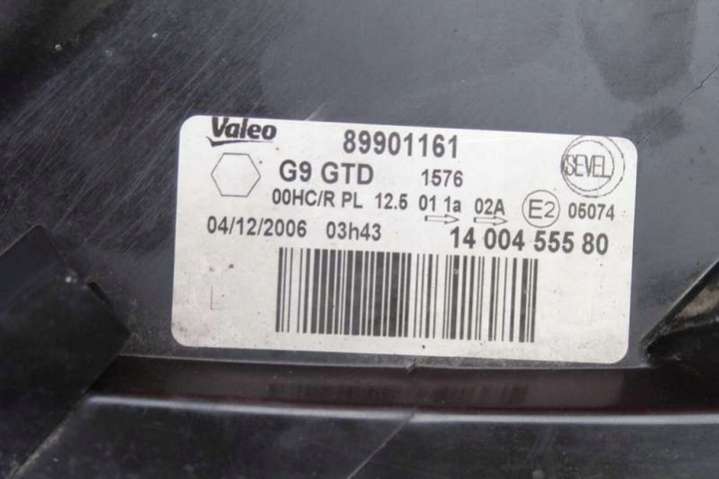 Valeo 89901161
G9 GTD 1576 SEVEL
00HC/R PL 12.5 01 1a 02A E2 05074
04/12/2006 03h43 14 004 555 80
L